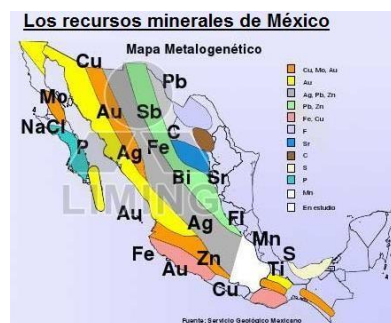 Los recursos minerales de México
Mapa Metalogenético
Cu
Pb
Mo
Au
Sb
NaCl
C
Fe
P
Ag
Bi
Sr
LIMING
Au
Ag
Fl
Mn
Fe
Zn
S
Au
Ti
Cu
Cu, Mo, Au
Au
Ag, Pb, Zn
Pb, Zn
Fe, Cu
F
Sr
C
S
P
Mn
En estudio
Fuente: Servicio Geológico Mexicano